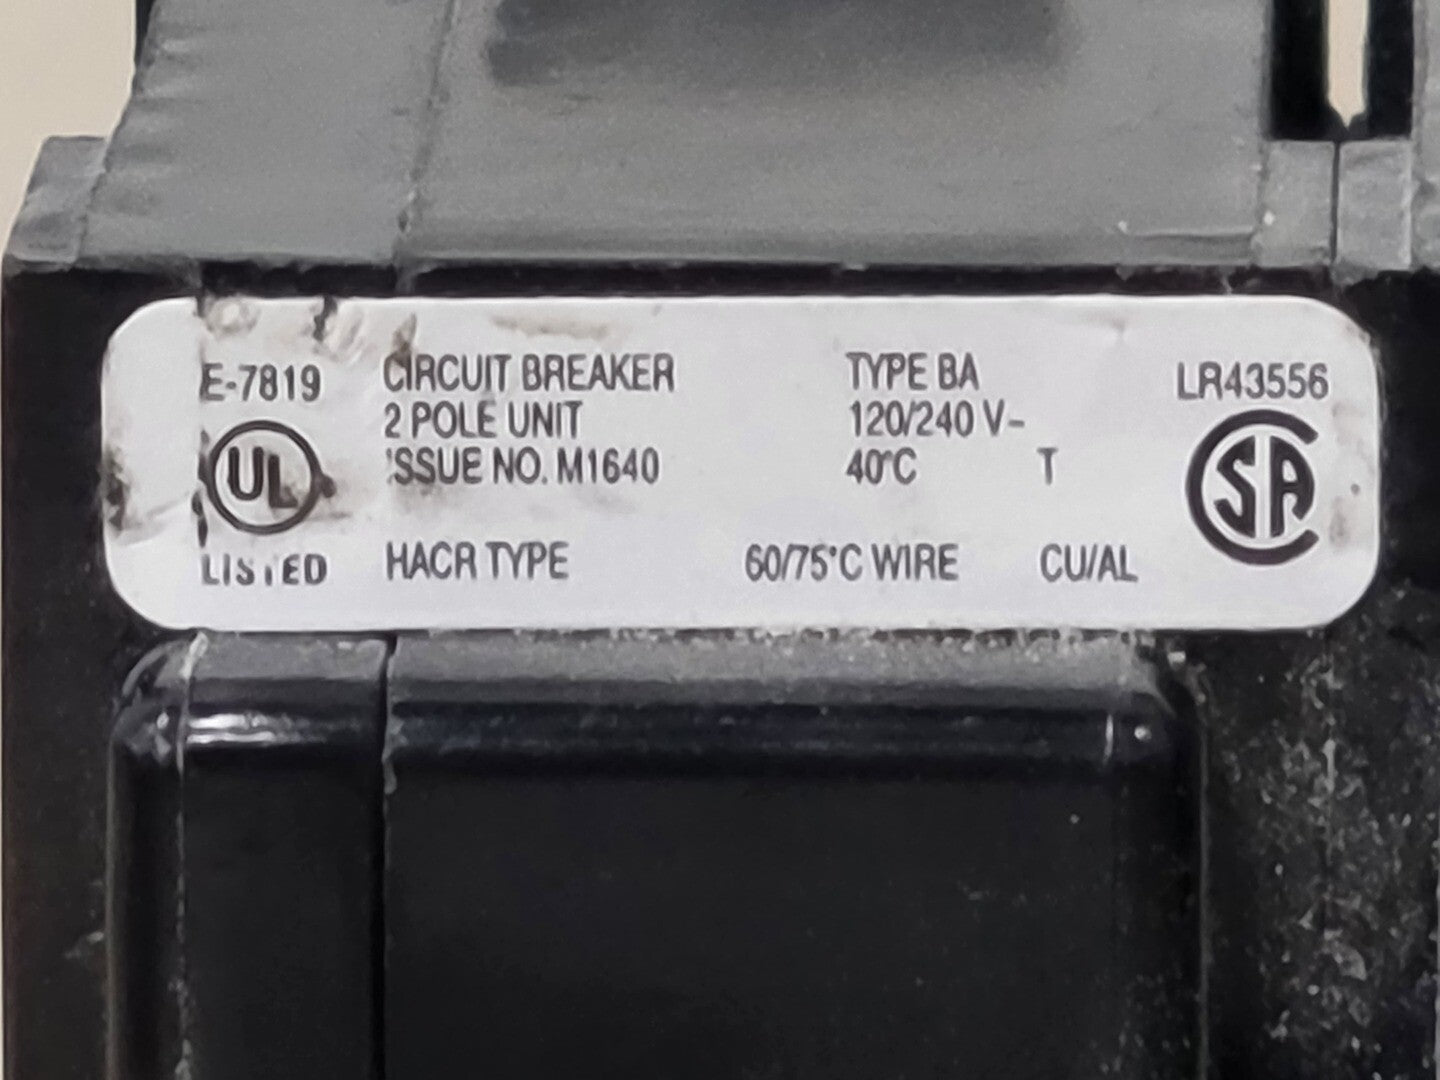 E-7819
UL
LISTED
CIRCUIT BREAKER
2 POLE UNIT
ISSUE NO. M1640
HACR TYPE
TYPE BA
120/240 V~
40°C T
60/75°C WIRE CU/AL
LR43556
SA